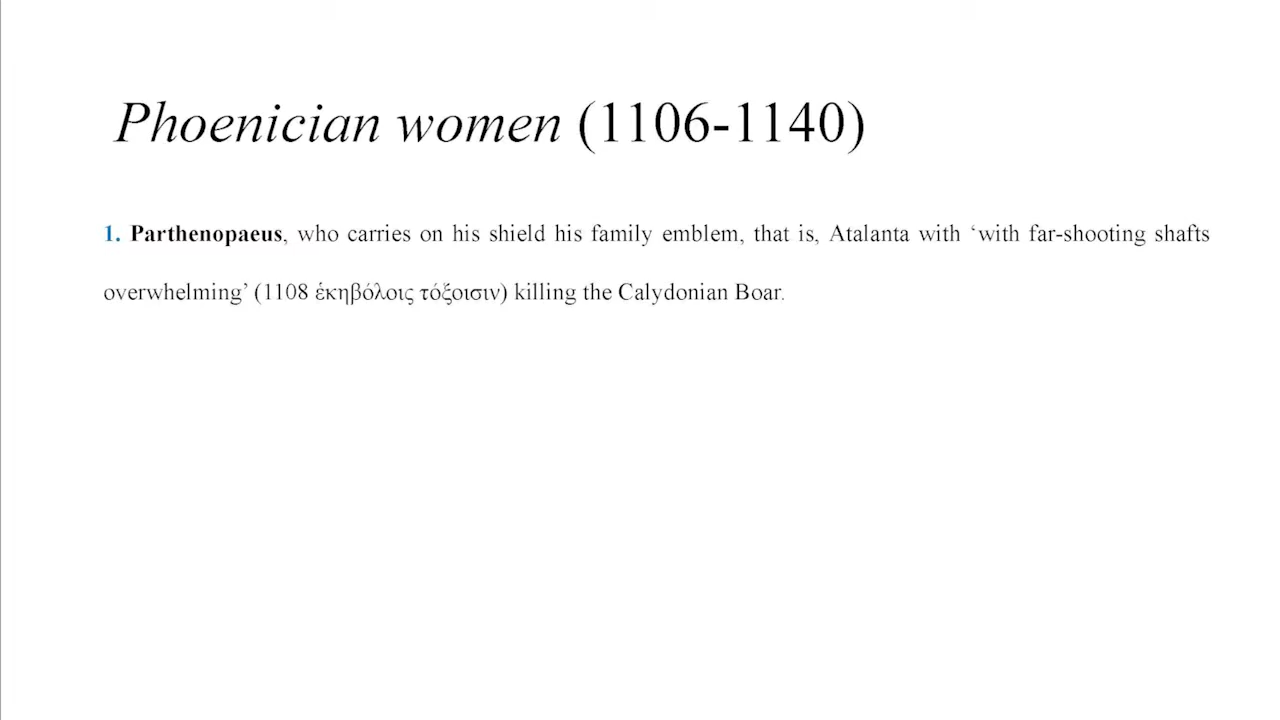 Phoenician women (1106-1140)
1. Parthenopaeus, who carries on his shield his family emblem, that is, Atalanta with ‘with far-shooting shafts
overwhelming’ (1108 ἑκηβόλοις τόξοισιν) killing the Calydonian Boar.